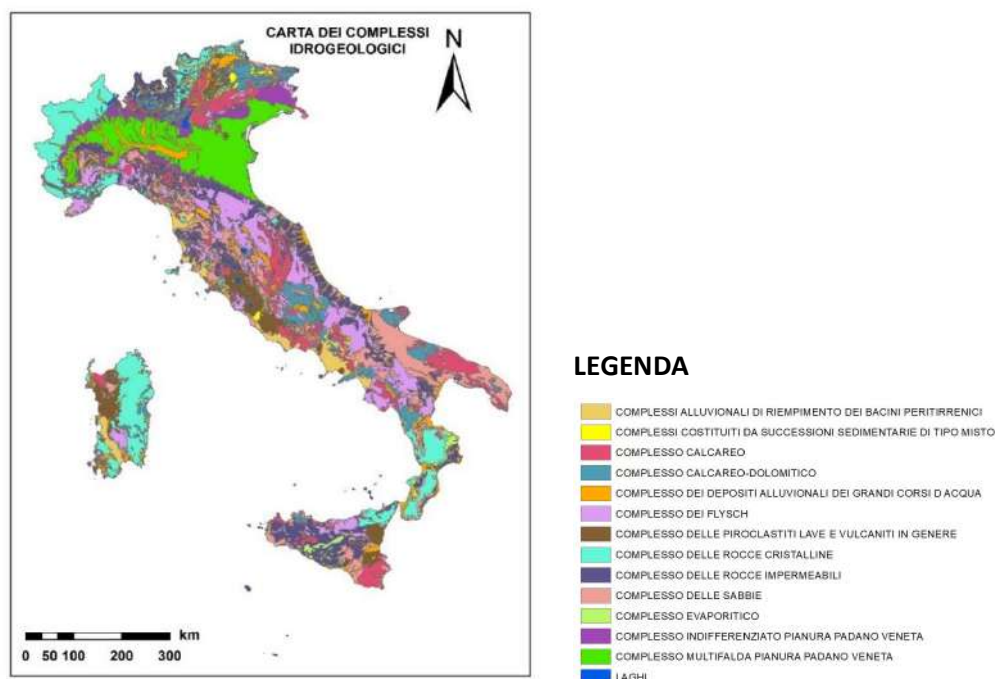 CARTA DEI COMPLESSI
IDROGEOLOGICI
N
km
0 50 100 200 300
LEGENDA
COMPLESSI ALLUVIONALI DI RIEMPIMENTO DEI BACINI PERITIRRENICI
COMPLESSI COSTITUITI DA SUCCESSIONI SEDIMENTARIE DI TIPO MISTO
COMPLESSO CALCAREO
COMPLESSO CALCAREO-DOLOMITICO
COMPLESSO DEI DEPOSITI ALLUVIONALI DEI GRANDI CORSI D ACQUA
COMPLESSO DEI FLYSCH
COMPLESSO DELLE PIROCLASTITI LAVE E VULCANITI IN GENERE
COMPLESSO DELLE ROCCE CRISTALLINE
COMPLESSO DELLE ROCCE IMPERMEABILI
COMPLESSO DELLE SABBIE
COMPLESSO EVAPORITICO
COMPLESSO INDIFFERENZIATO PIANURA PADANO VENETA
COMPLESSO MULTIFALDA PIANURA PADANO VENETA
LAGHI